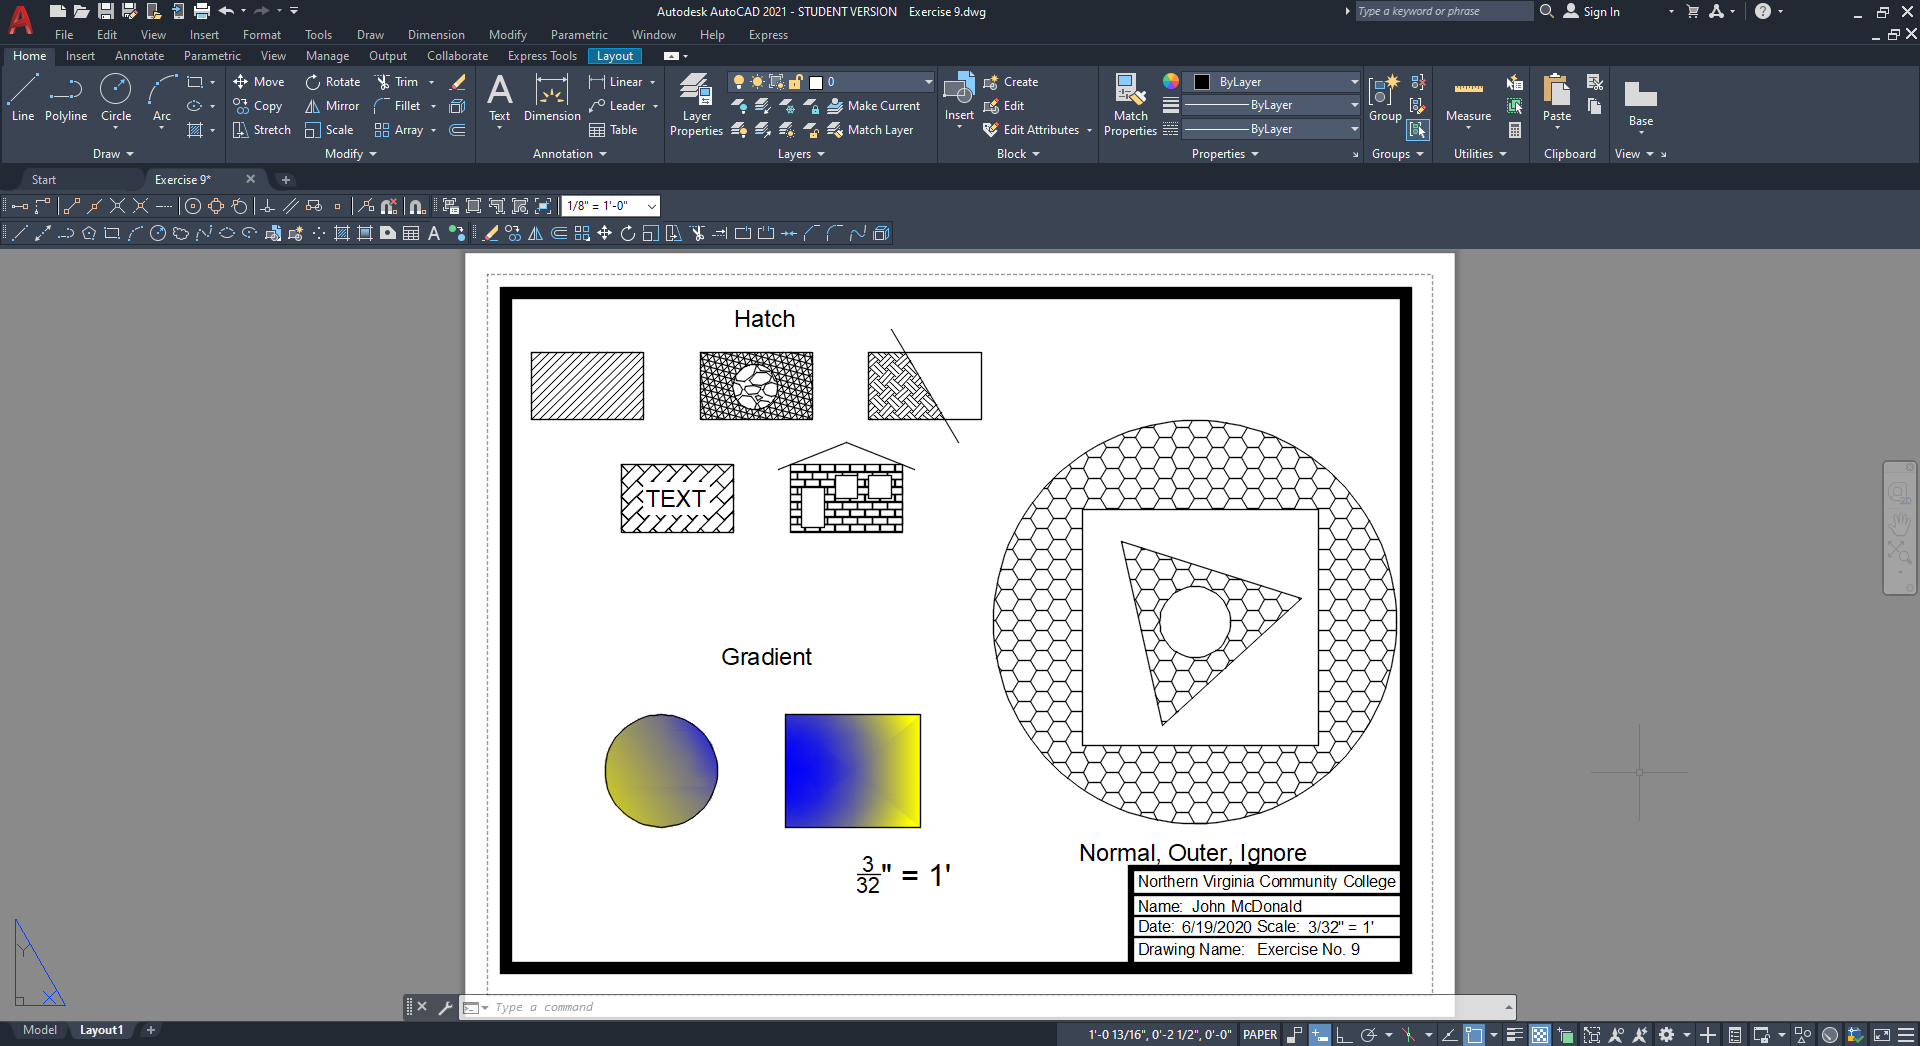 Autodesk AutoCAD 2021 - STUDENT VERSION Exercise 9.dwg
Type a keyword or phrase
Sign In
File Edit View Insert Format Tools Draw Dimension Modify Parametric Window Help Express
Home Insert Annotate Parametric View Manage Output Collaborate Express Tools Layout
Line Polyline Circle Arc
Draw
Move Rotate Trim
Copy Mirror Fillet
Stretch Scale Array
Modify
Text Dimension
Linear
Leader
Table
Annotation
Layer Properties
0
Make Current
Match Layer
Layers
Insert
Create
Edit
Edit Attributes
Block
Match Properties
ByLayer
ByLayer
ByLayer
Properties
Group
Groups
Measure
Utilities
Paste
Clipboard
Base
View
Start
Exercise 9*
1/8" = 1'-0"
Hatch
TEXT
Gradient
3/32" = 1'
Normal, Outer, Ignore
Northern Virginia Community College
Name: John McDonald
Date: 6/19/2020 Scale: 3/32" = 1'
Drawing Name: Exercise No. 9
Y
X
Type a command
Model Layout1
1'-0 13/16", 0'-2 1/2", 0'-0" PAPER